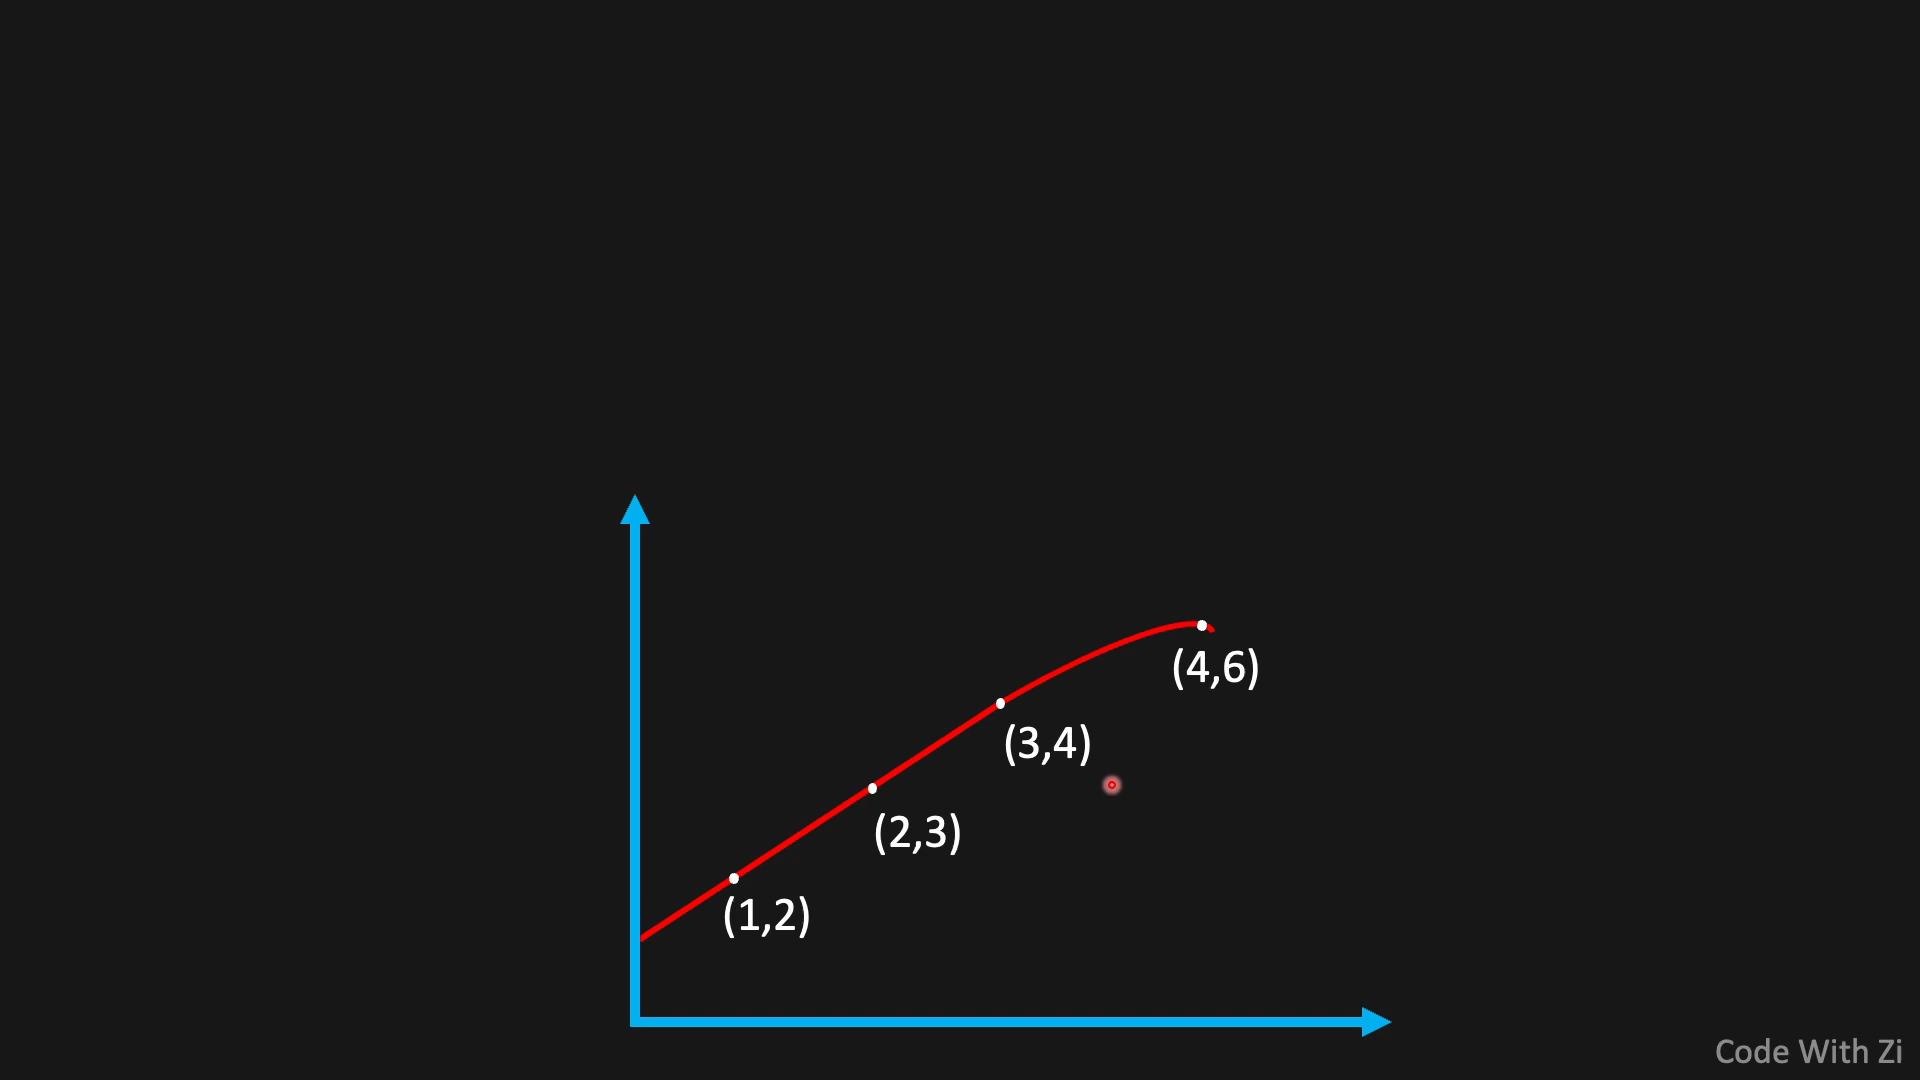 (4,6)
(3,4)
(2,3)
(1,2)
Code With Zi